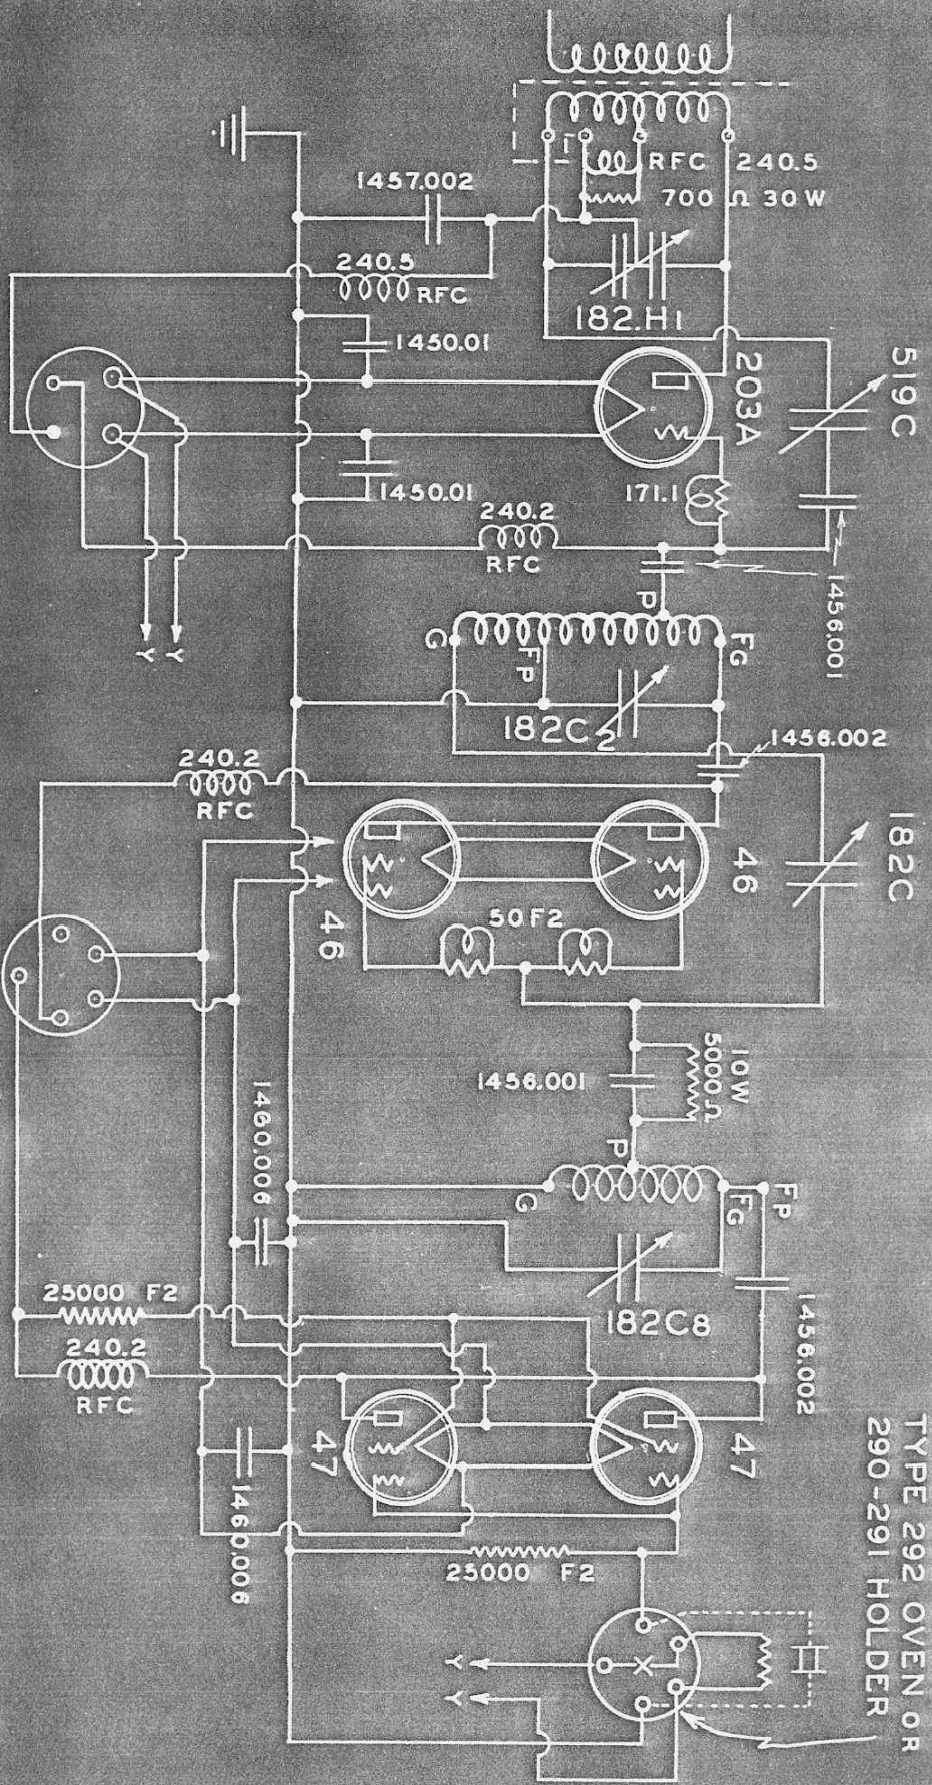 RFC 240.5
700 Ω 30 W
1457.002
240.5
RFC
182.H1
1450.01
203A
519C
1450.01
171.1
240.2
RFC
1456.001
P
Y Y
G
FP
FG
182C2
1456.002
240.2
RFC
182C
46
46
50F2
10W
5000Ω
1456.001
1460.006
P
G
FG
FP
182C8
1456.002
25000 F2
240.2
RFC
47
47
1460.006
25000 F2
TYPE 292 OVEN OR
290-291 HOLDER
X
Y
Y